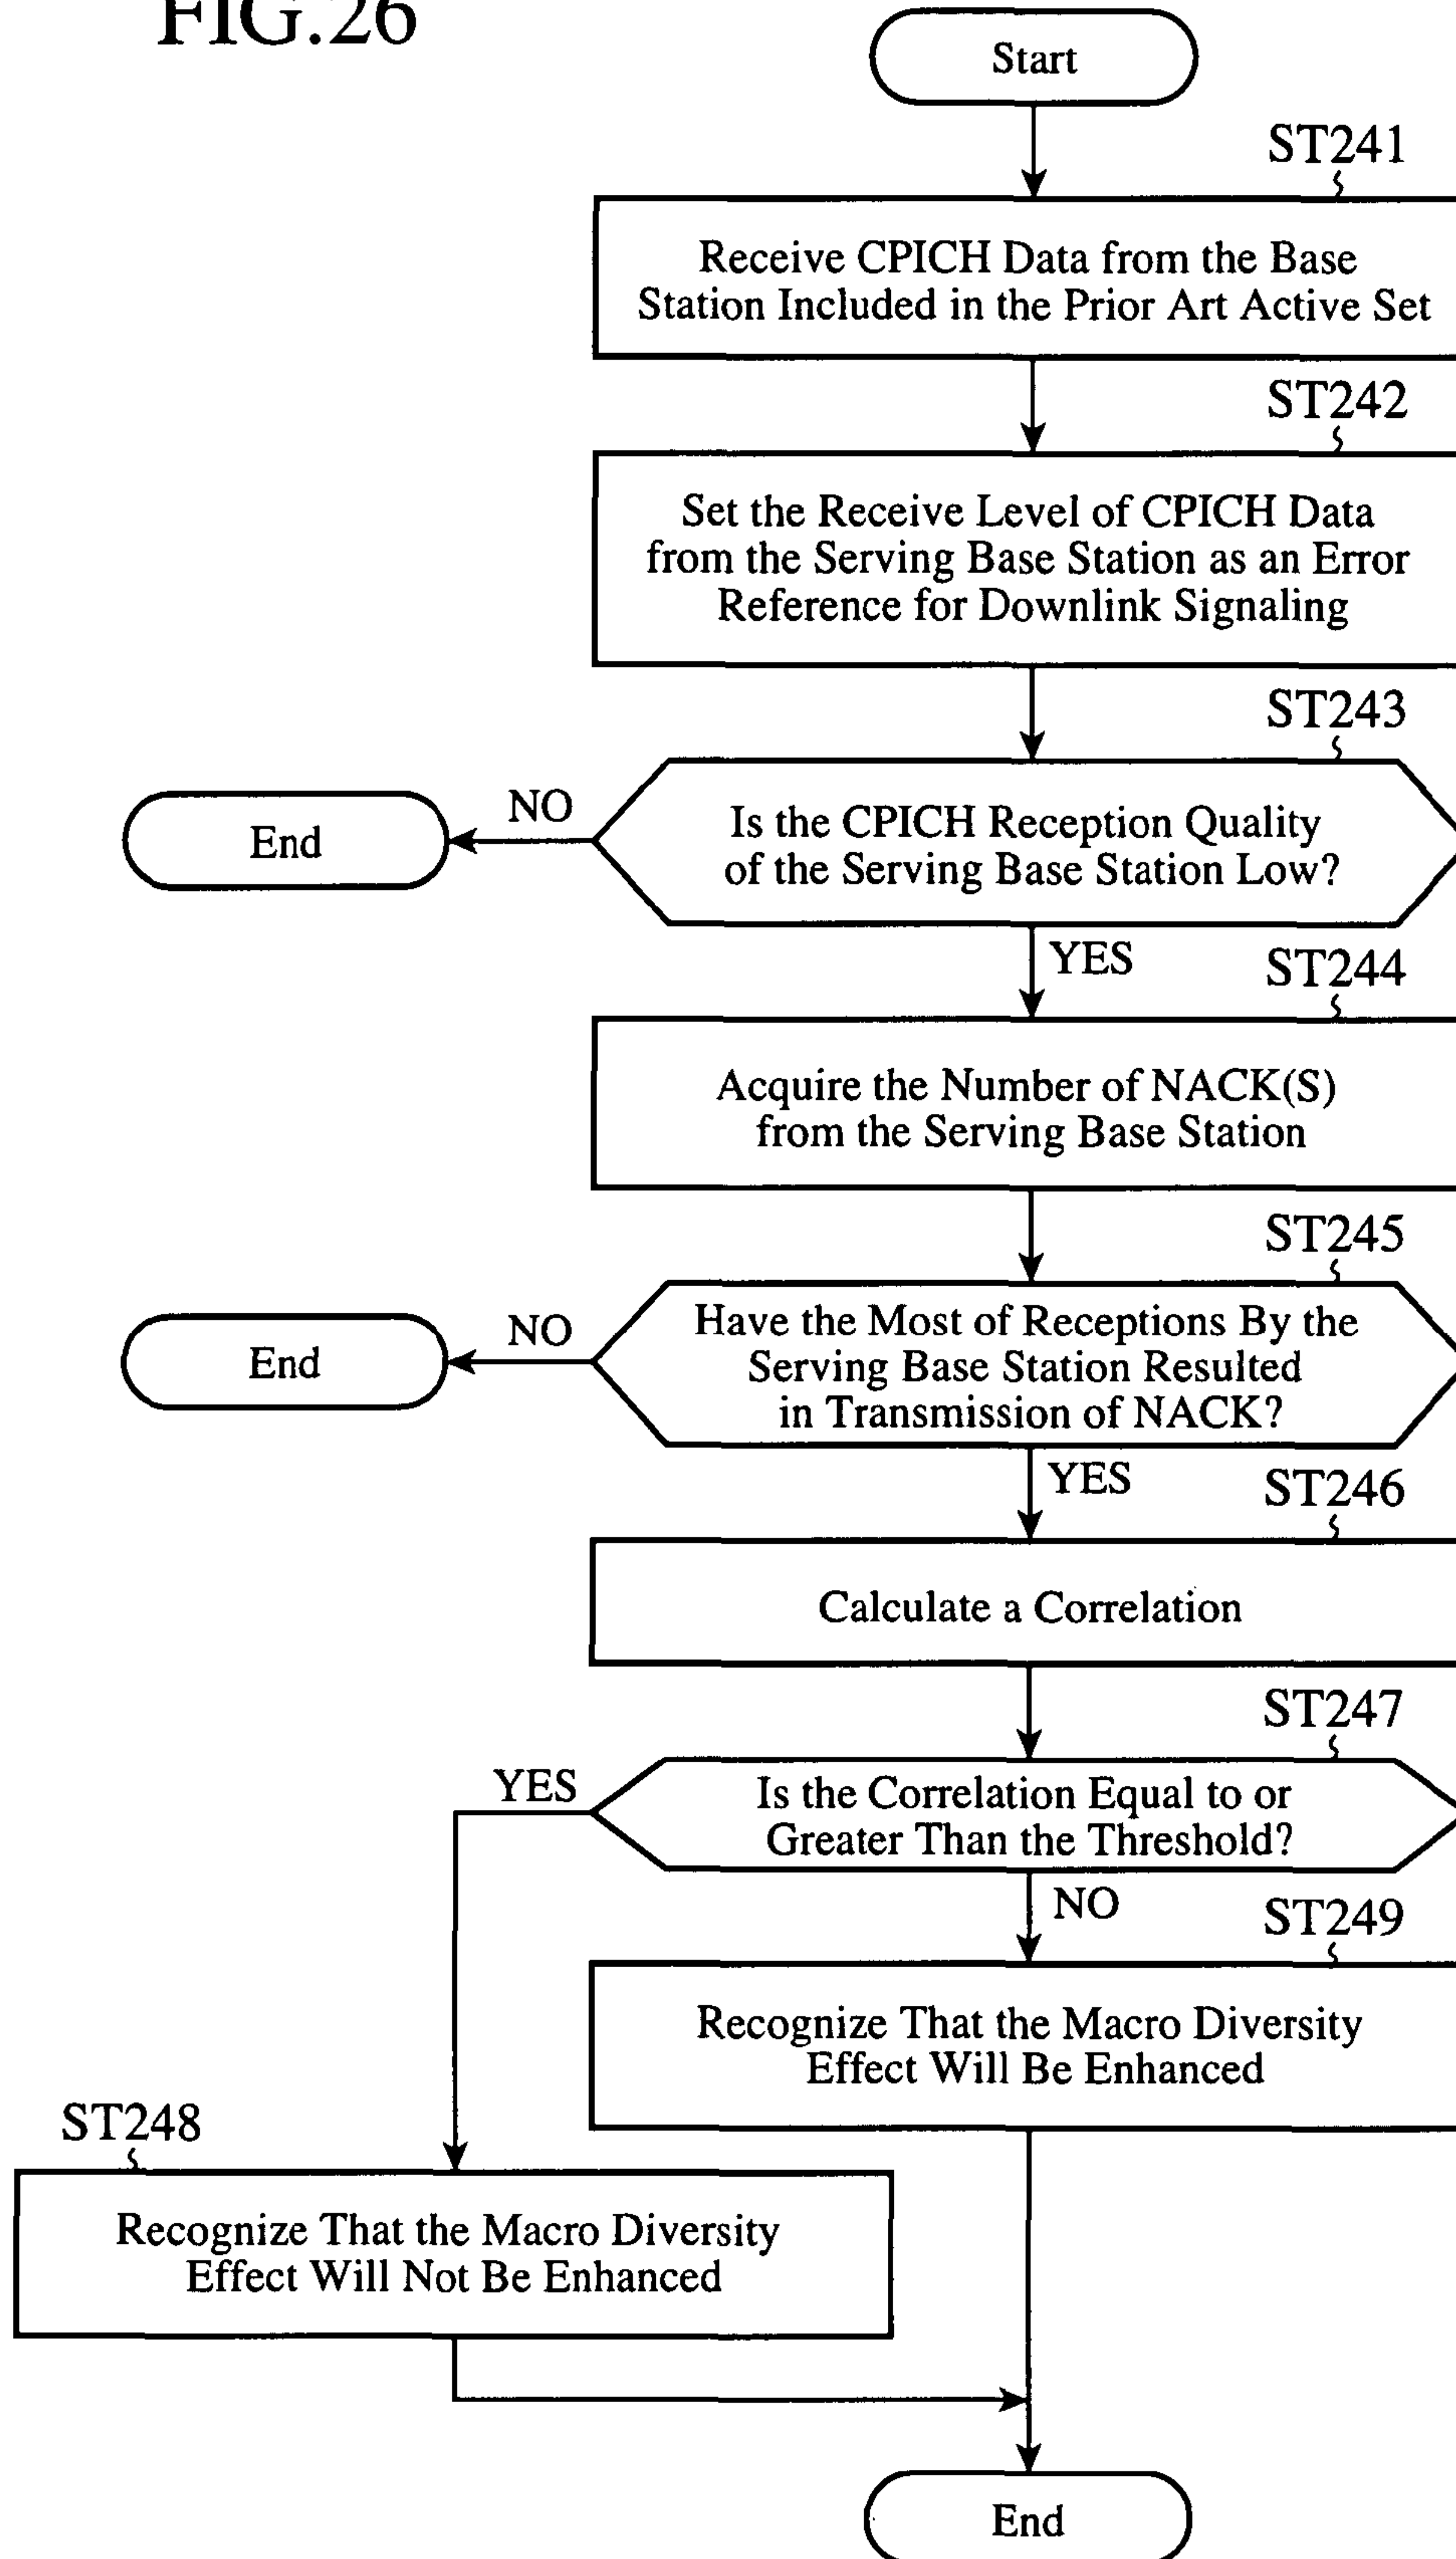 FIG.26
Start
ST241
Receive CPICH Data from the Base
Station Included in the Prior Art Active Set
ST242
Set the Receive Level of CPICH Data
from the Serving Base Station as an Error
Reference for Downlink Signaling
ST243
NO
End
Is the CPICH Reception Quality
of the Serving Base Station Low?
YES
ST244
Acquire the Number of NACK(S)
from the Serving Base Station
ST245
NO
End
Have the Most of Receptions By the
Serving Base Station Resulted
in Transmission of NACK?
YES
ST246
Calculate a Correlation
ST247
YES
Is the Correlation Equal to or
Greater Than the Threshold?
NO
ST249
Recognize That the Macro Diversity
Effect Will Be Enhanced
ST248
Recognize That the Macro Diversity
Effect Will Not Be Enhanced
End